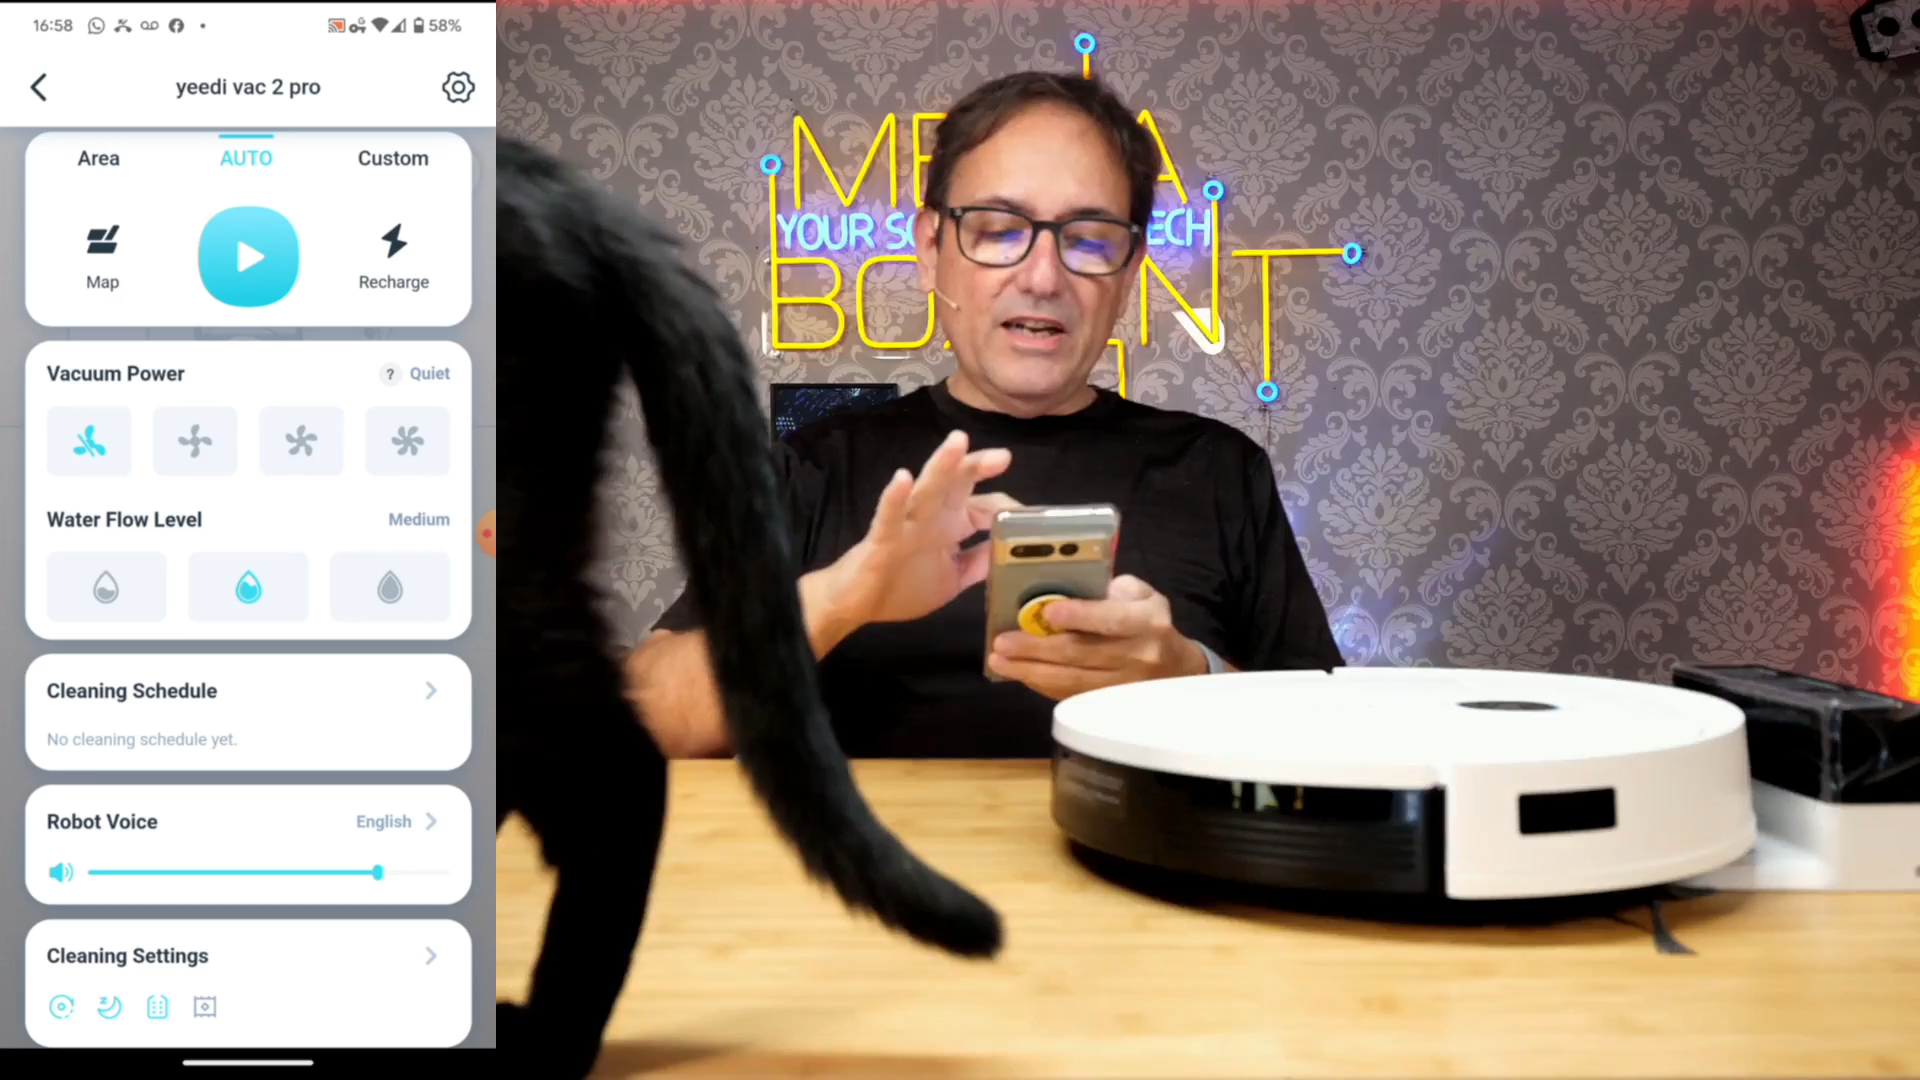 16:58
58%
yeedi vac 2 pro
Area
AUTO
Custom
Map
Recharge
Vacuum Power
? Quiet
Water Flow Level
Medium
Cleaning Schedule
No cleaning schedule yet.
Robot Voice
English
Cleaning Settings
YOUR